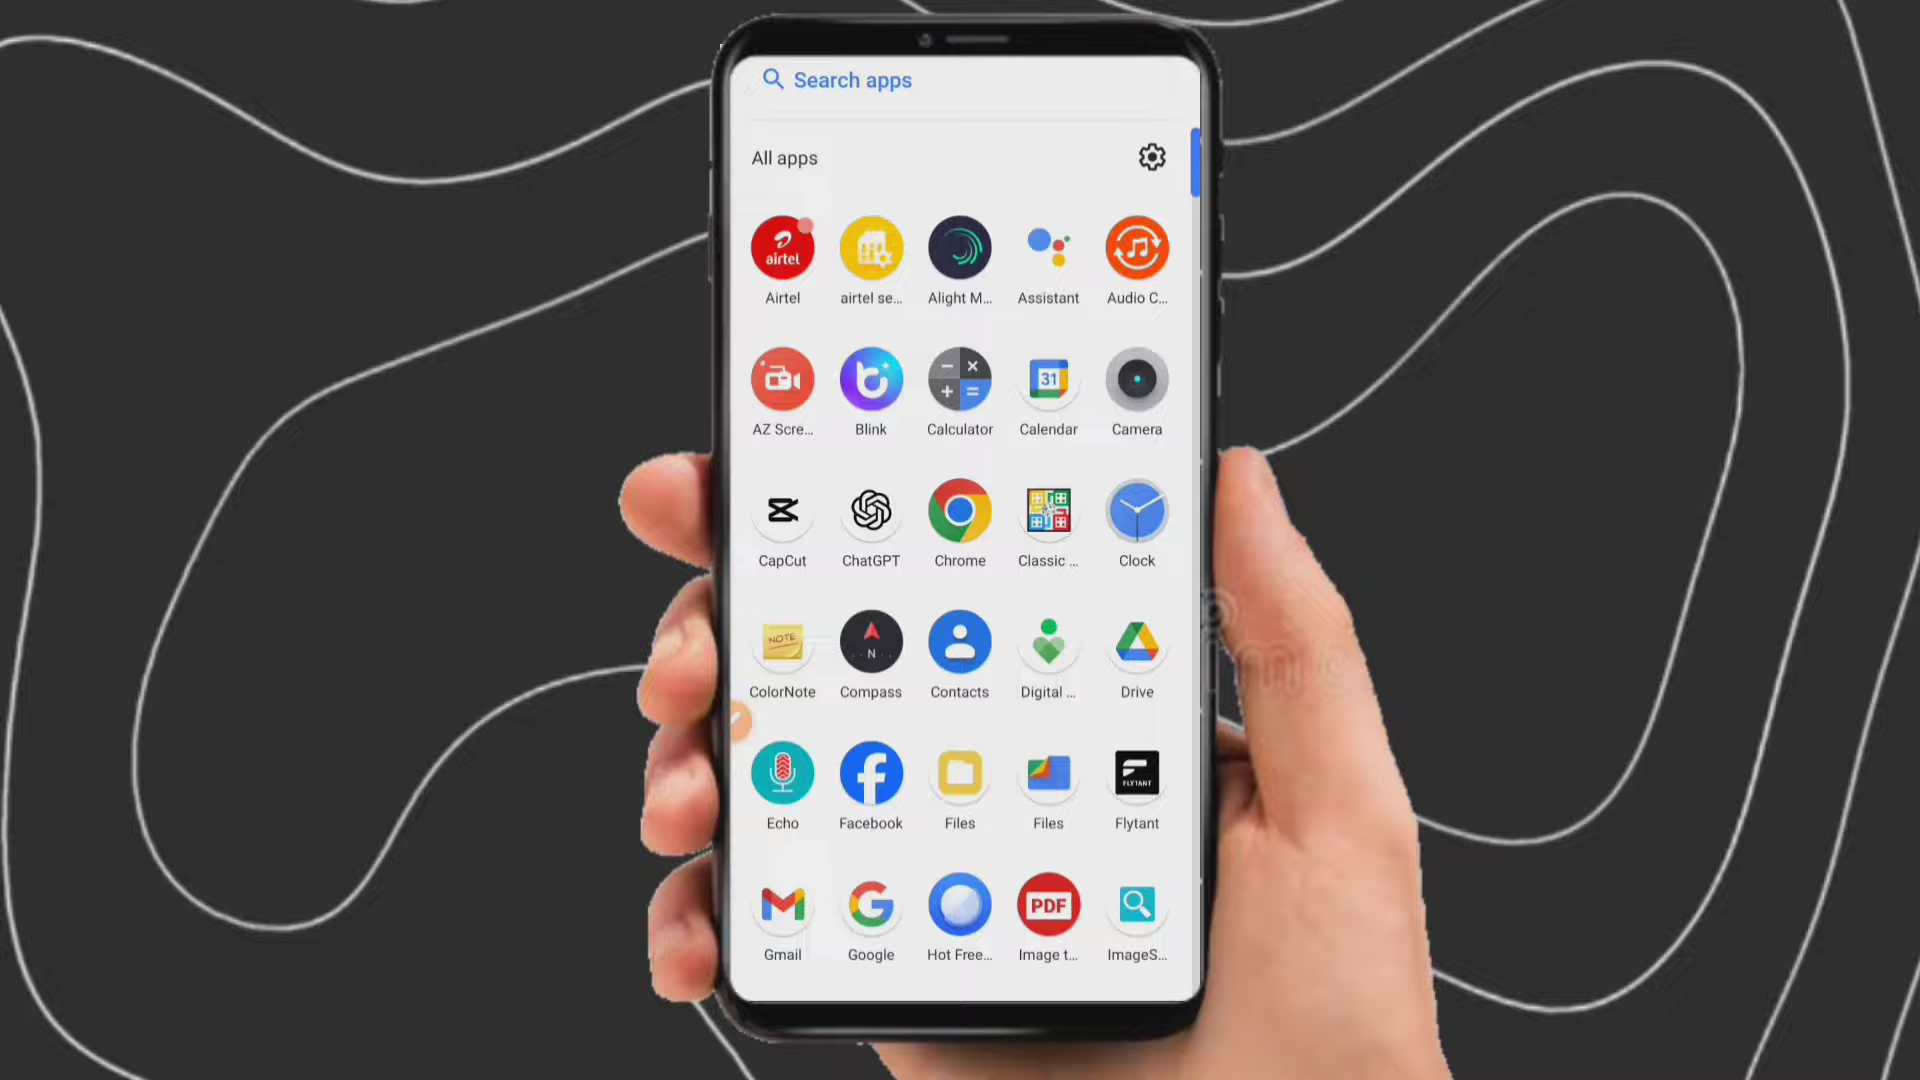 Search apps
All apps
airtel
Airtel
airtel se...
Alight M...
Assistant
Audio C...
AZ Scre...
Blink
Calculator
31
Calendar
Camera
CapCut
ChatGPT
Chrome
Classic ...
Clock
NOTE
ColorNote
N
Compass
Contacts
Digital ...
Drive
Echo
Facebook
Files
Files
FLYTANT
Flytant
Gmail
Google
Hot Free...
PDF
Image t...
ImageS...